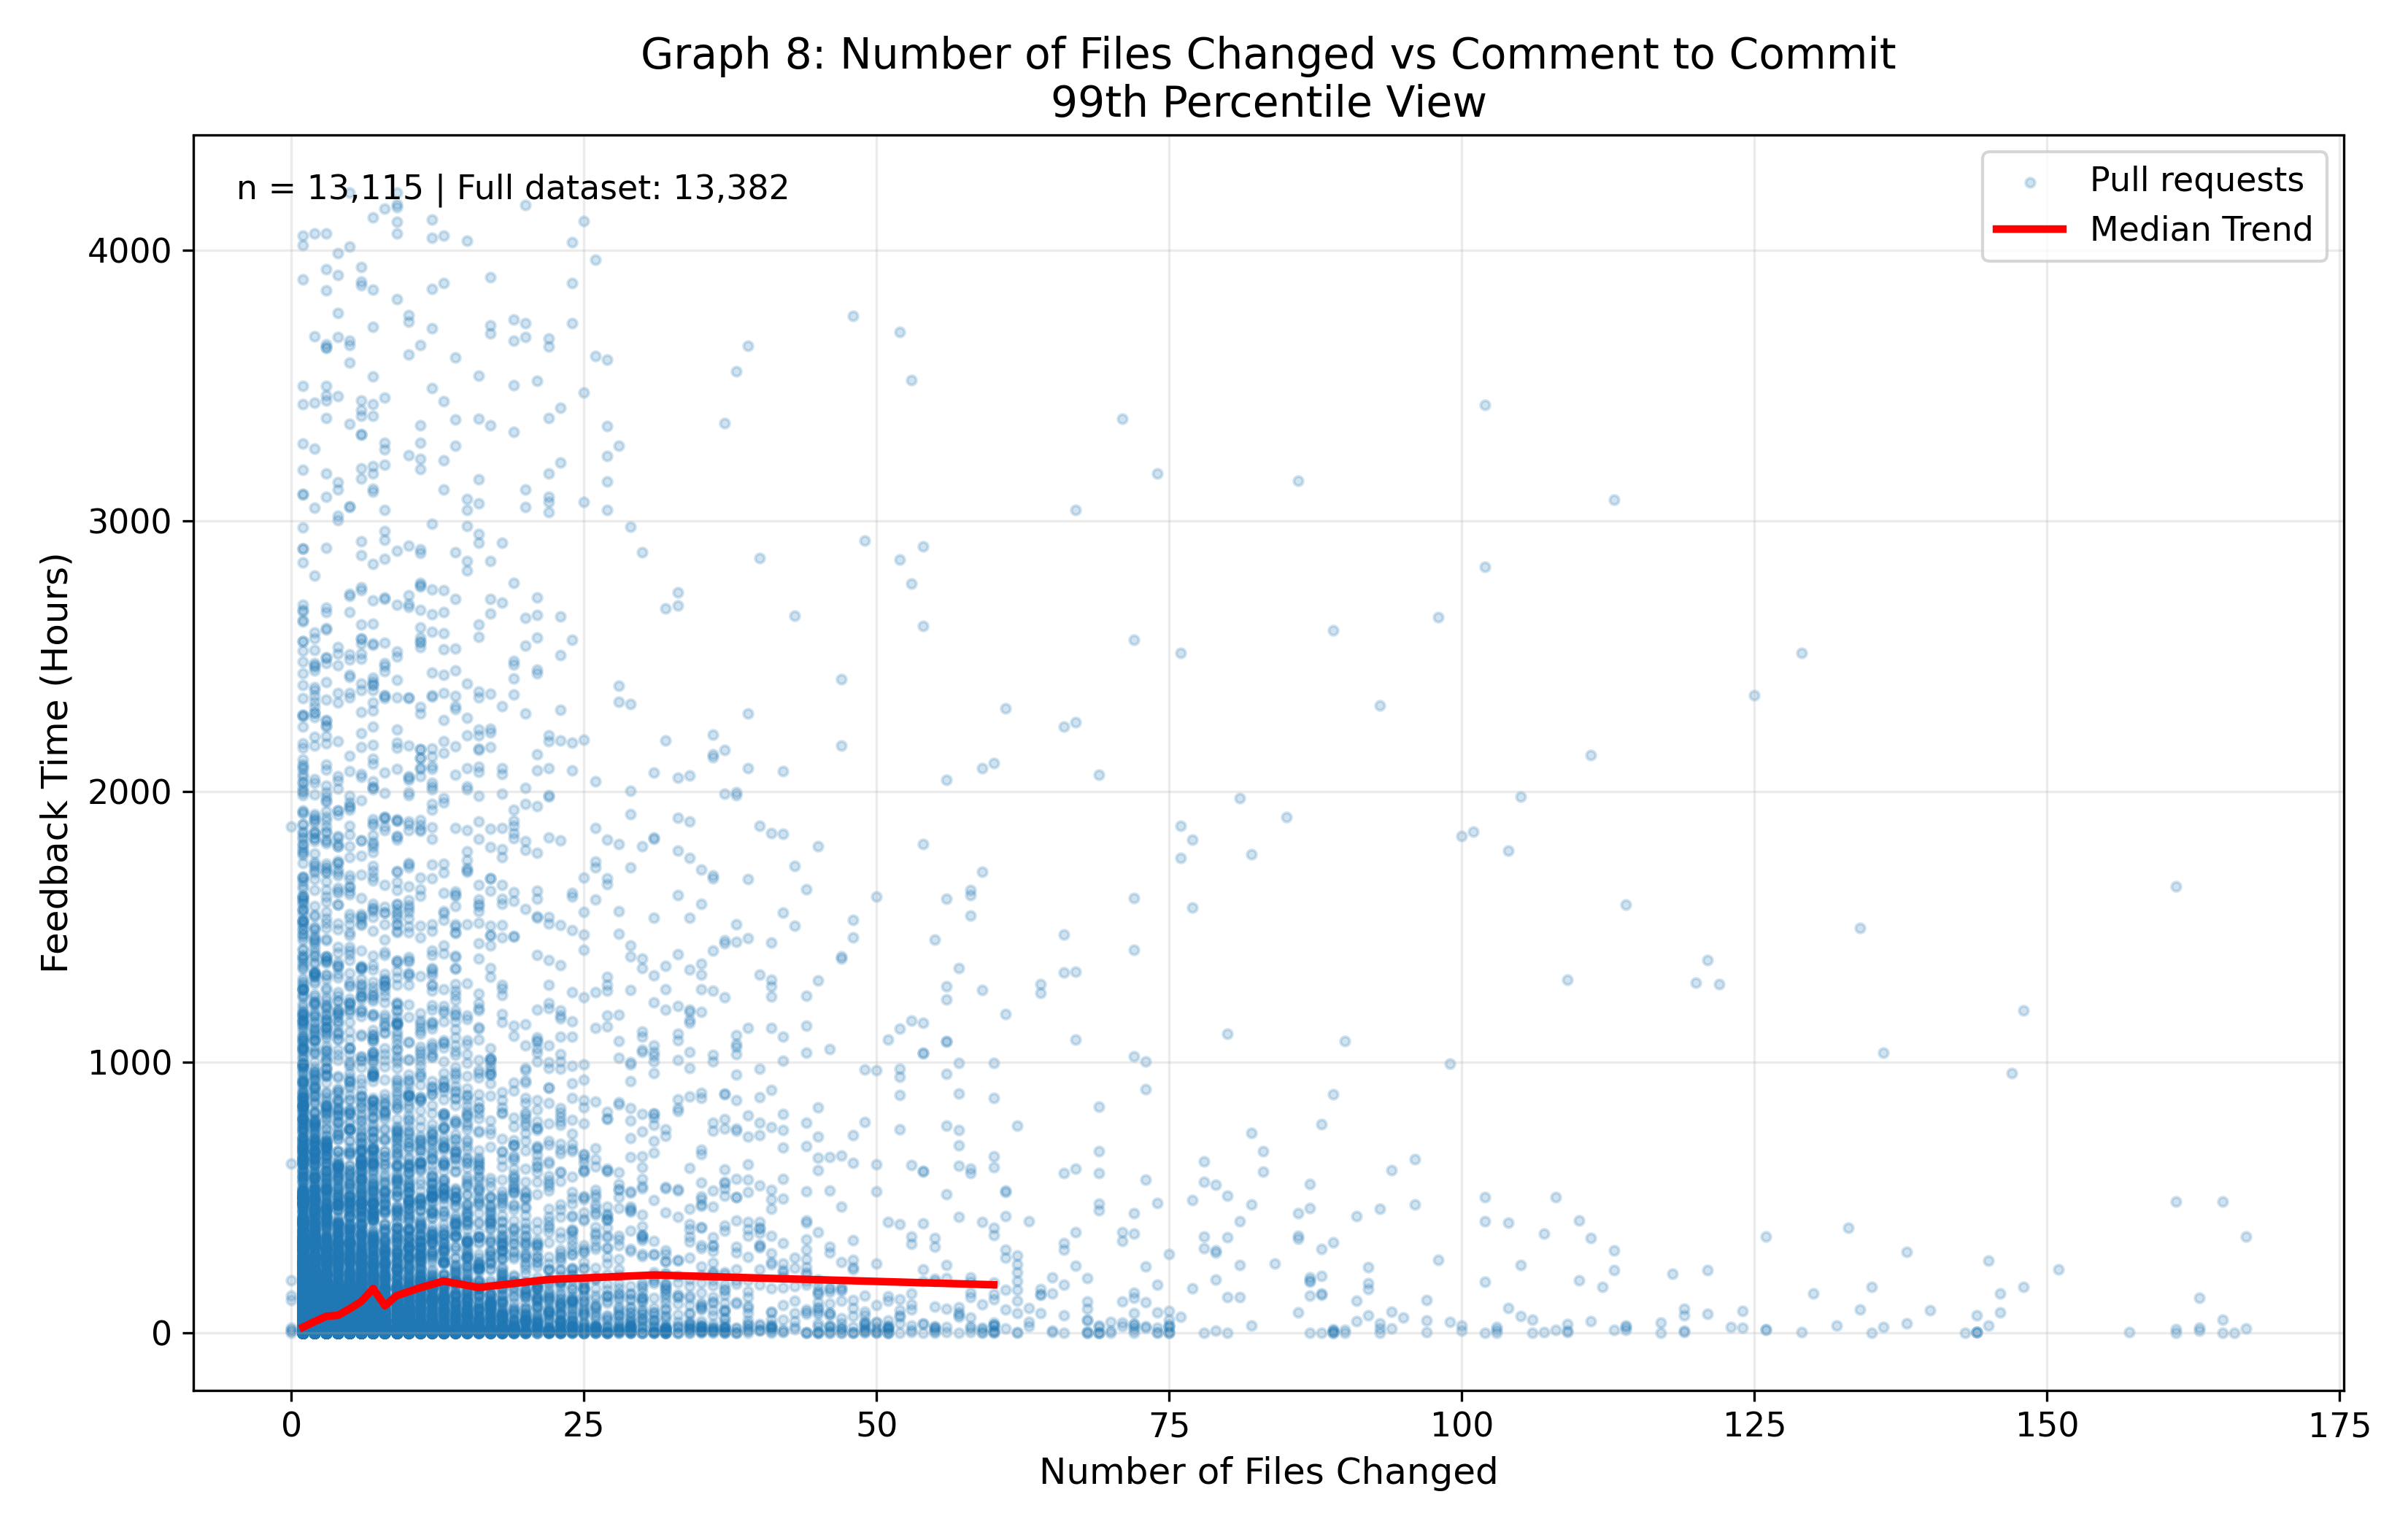 Graph 8: Number of Files Changed vs Comment to Commit
99th Percentile View
n = 13,115 | Full dataset: 13,382
Pull requests
Median Trend
Feedback Time (Hours)
4000
3000
2000
1000
0
0 25 50 75 100 125 150 175
Number of Files Changed